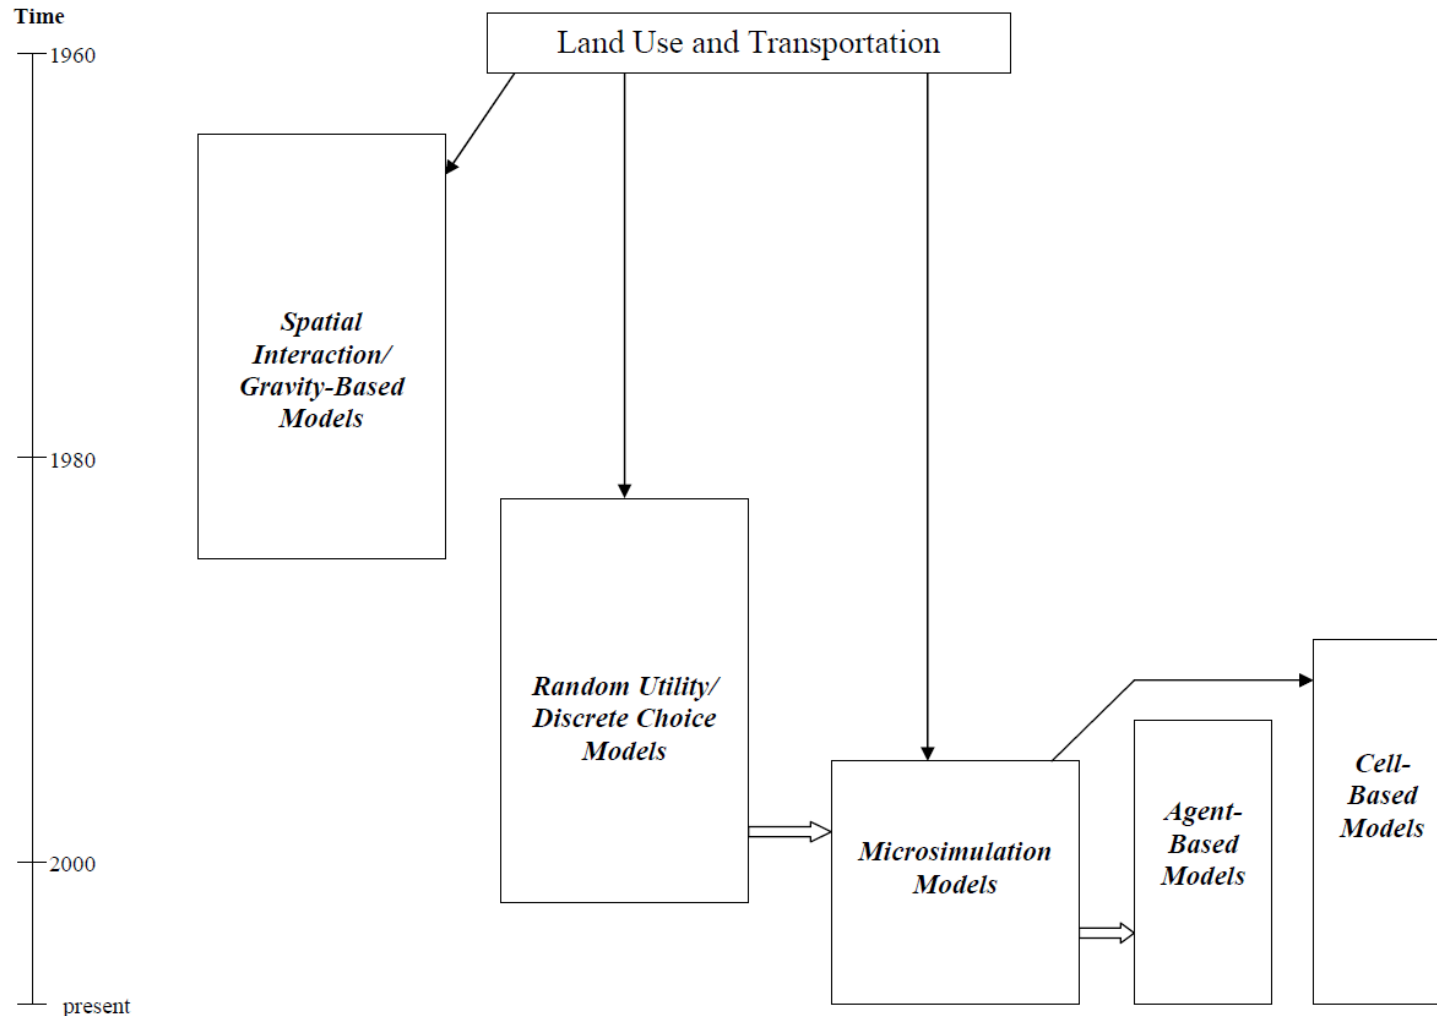 Time
1960
Land Use and Transportation
Spatial
Interaction/
Gravity-Based
Models
1980
Random Utility/
Discrete Choice
Models
Cell-
Based
Models
Agent-
Based
Models
Microsimulation
Models
2000
present